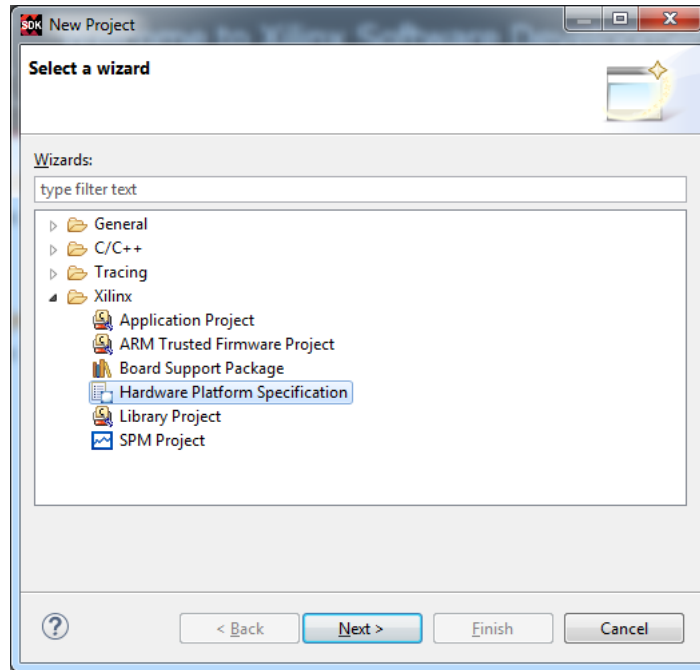 SDK New Project
Select a wizard
Wizards:
type filter text
General
C/C++
Tracing
Xilinx
Application Project
ARM Trusted Firmware Project
Board Support Package
Hardware Platform Specification
Library Project
SPM Project
? < Back Next > Finish Cancel